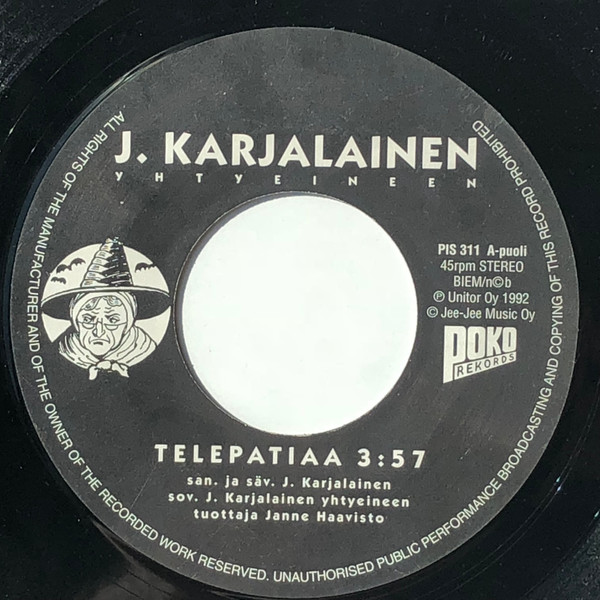 J. KARJALAINEN
YHTYEINEEN
PIS 311 A-puoli
45rpm STEREO
BIEM/n©b
℗ Unitor Oy 1992
© Jee-Jee Music Oy
POKO
REKORDS
TELEPATIAA 3:57
san. ja säv. J. Karjalainen
sov. J. Karjalainen yhtyeineen
tuottaja Janne Haavisto
ALL RIGHTS OF THE MANUFACTURER AND OF THE OWNER OF THE RECORDED WORK RESERVED. UNAUTHORISED PUBLIC PERFORMANCE BROADCASTING AND COPYING OF THIS RECORD PROHIBITED